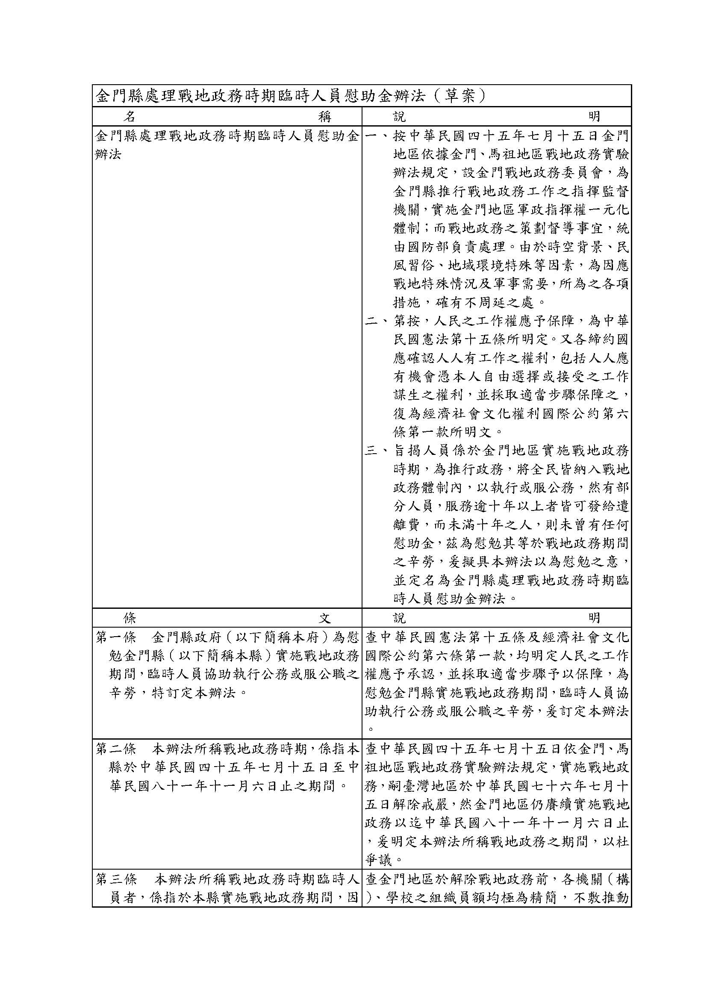 金門縣處理戰地政務時期臨時人員慰助金辦法（草案）
名稱
說明
金門縣處理戰地政務時期臨時人員慰助金
辦法
一、按中華民國四十五年七月十五日金門
地區依據金門、馬祖地區戰地政務實驗
辦法規定，設金門戰地政務委員會，為
金門縣推行戰地政務工作之指揮監督
機關，實施金門地區軍政指揮權一元化
體制；而戰地政務之策劃督導事宜，統
由國防部負責處理。由於時空背景、民
風習俗、地域環境特殊等因素，為因應
戰地特殊情況及軍事需要，所為之各項
措施，確有不周延之處。
二、第按，人民之工作權應予保障，為中華
民國憲法第十五條所明定。又各締約國
應確認人人有工作之權利，包括人人應
有機會憑本人自由選擇或接受之工作
謀生之權利，並採取適當步驟保障之，
復為經濟社會文化權利國際公約第六
條第一款所明文。
三、旨揭人員係於金門地區實施戰地政務
時期，為推行政務，將全民皆納入戰地
政務體制內，以執行或服公務，然有部
分人員，服務逾十年以上者皆可發給遣
離費，而未滿十年之人，則未曾有任何
慰助金，茲為慰勉其等於戰地政務期間
之辛勞，爰擬具本辦法以為慰勉之意，
並定名為金門縣處理戰地政務時期臨
時人員慰助金辦法。
條文
說明
第一條　金門縣政府（以下簡稱本府）為慰
勉金門縣（以下簡稱本縣）實施戰地政務
期間，臨時人員協助執行公務或服公職之
辛勞，特訂定本辦法。
查中華民國憲法第十五條及經濟社會文化
國際公約第六條第一款，均明定人民之工作
權應予承認，並採取適當步驟予以保障，為
慰勉金門縣實施戰地政務期間，臨時人員協
助執行公務或服公職之辛勞，爰訂定本辦法
。
第二條　本辦法所稱戰地政務時期，係指本
縣於中華民國四十五年七月十五日至中
華民國八十一年十一月六日止之期間。
查中華民國四十五年七月十五日依金門、馬
祖地區戰地政務實驗辦法規定，實施戰地政
務，嗣臺灣地區於中華民國七十六年七月十
五日解除戒嚴，然金門地區仍賡續實施戰地
政務以迄中華民國八十一年十一月六日止
，爰明定本辦法所稱戰地政務之期間，以杜
爭議。
第三條　本辦法所稱戰地政務時期臨時人
員者，係指於本縣實施戰地政務期間，因
查金門地區於解除戰地政務前，各機關（構
）、學校之組織員額均極為精簡，不敷推動